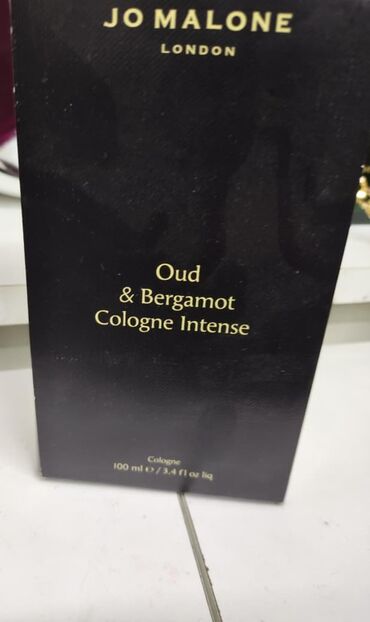 JO MALONE
LONDON
Oud
& Bergamot
Cologne Intense
Cologne
100 ml ℮ / 3.4 fl oz liq